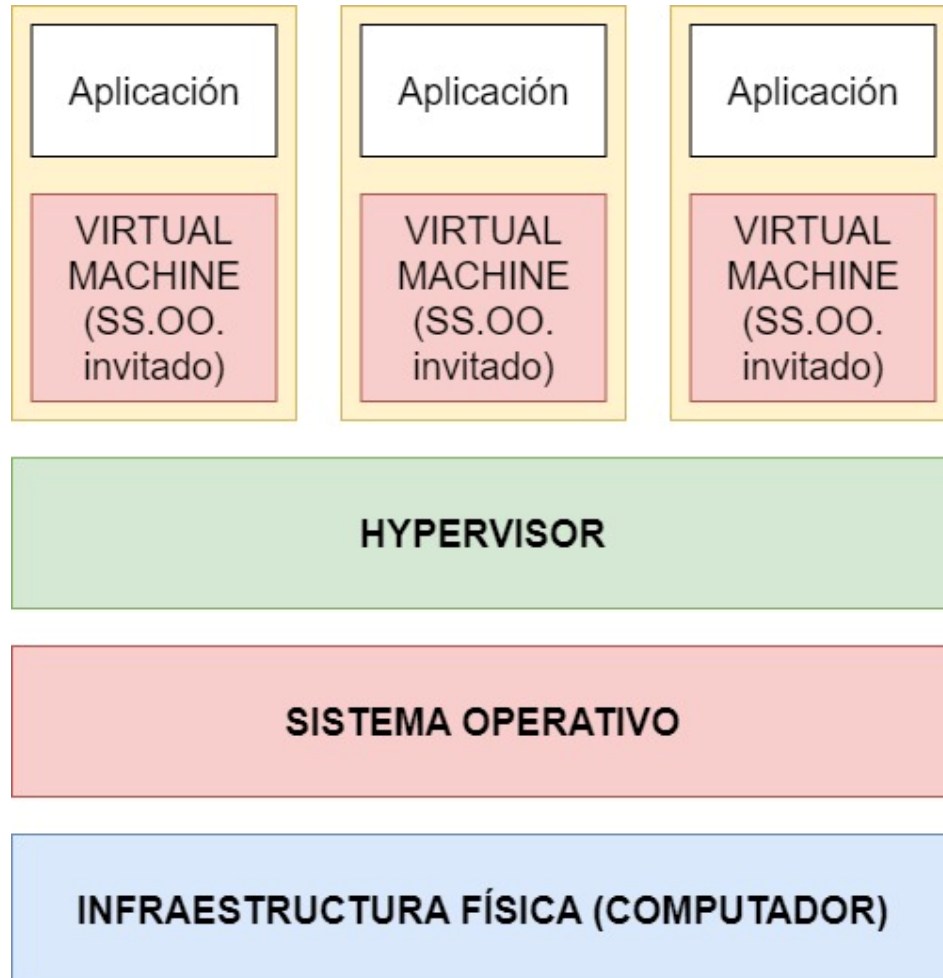 Aplicación
VIRTUAL
MACHINE
(SS.OO.
invitado)
Aplicación
VIRTUAL
MACHINE
(SS.OO.
invitado)
Aplicación
VIRTUAL
MACHINE
(SS.OO.
invitado)
HYPERVISOR
SISTEMA OPERATIVO
INFRAESTRUCTURA FÍSICA (COMPUTADOR)